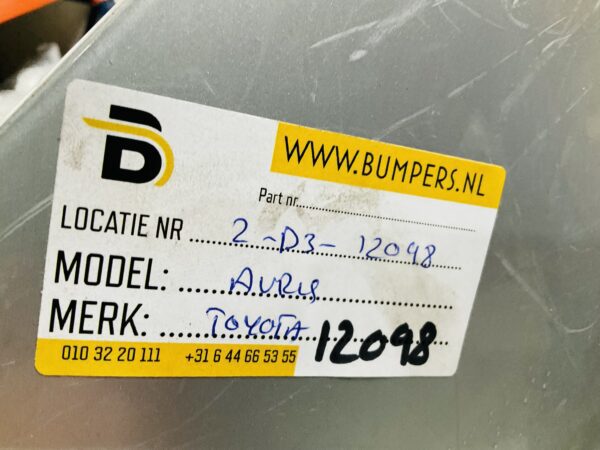 B
WWW.BUMPERS.NL
Part nr.
LOCATIE NR 2-D3-12098
MODEL: AURIS
MERK: TOYOTA 12098
010 32 20 111 +31 6 44 66 53 55